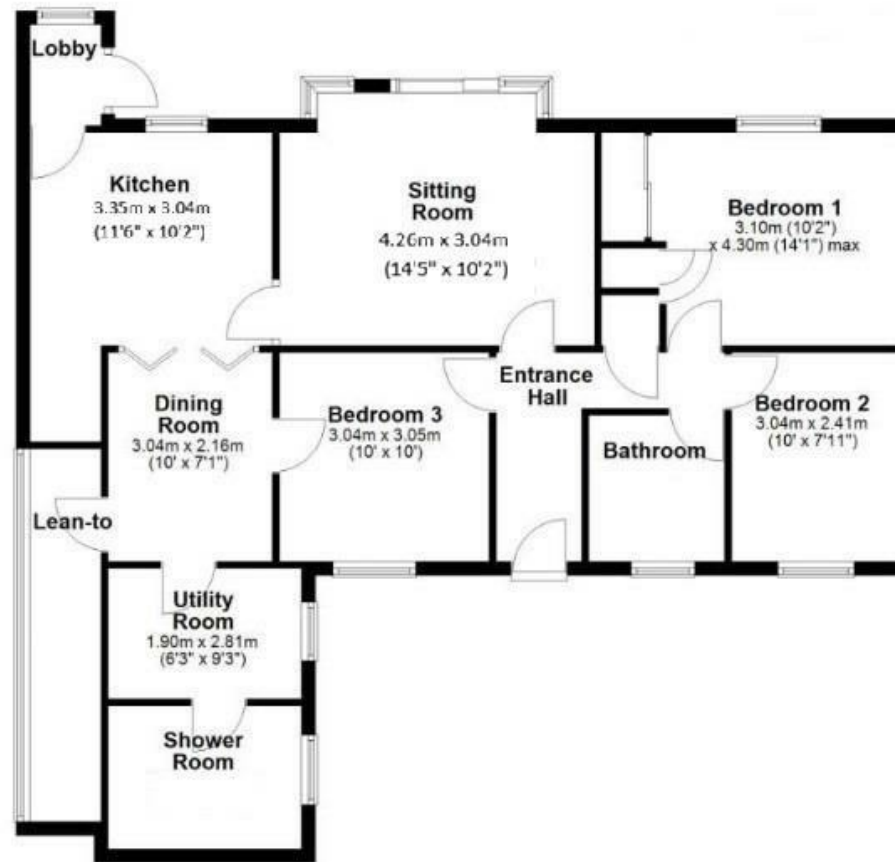 Lobby
Kitchen
3.35m x 3.04m
(11'6" x 10'2")
Sitting
Room
4.26m x 3.04m
(14'5" x 10'2")
Bedroom 1
3.10m (10'2")
x 4.30m (14'1") max
Dining
Room
3.04m x 2.16m
(10' x 7'1")
Bedroom 3
3.04m x 3.05m
(10' x 10')
Entrance
Hall
Bathroom
Bedroom 2
3.04m x 2.41m
(10' x 7'11")
Lean-to
Utility
Room
1.90m x 2.81m
(6'3" x 9'3")
Shower
Room